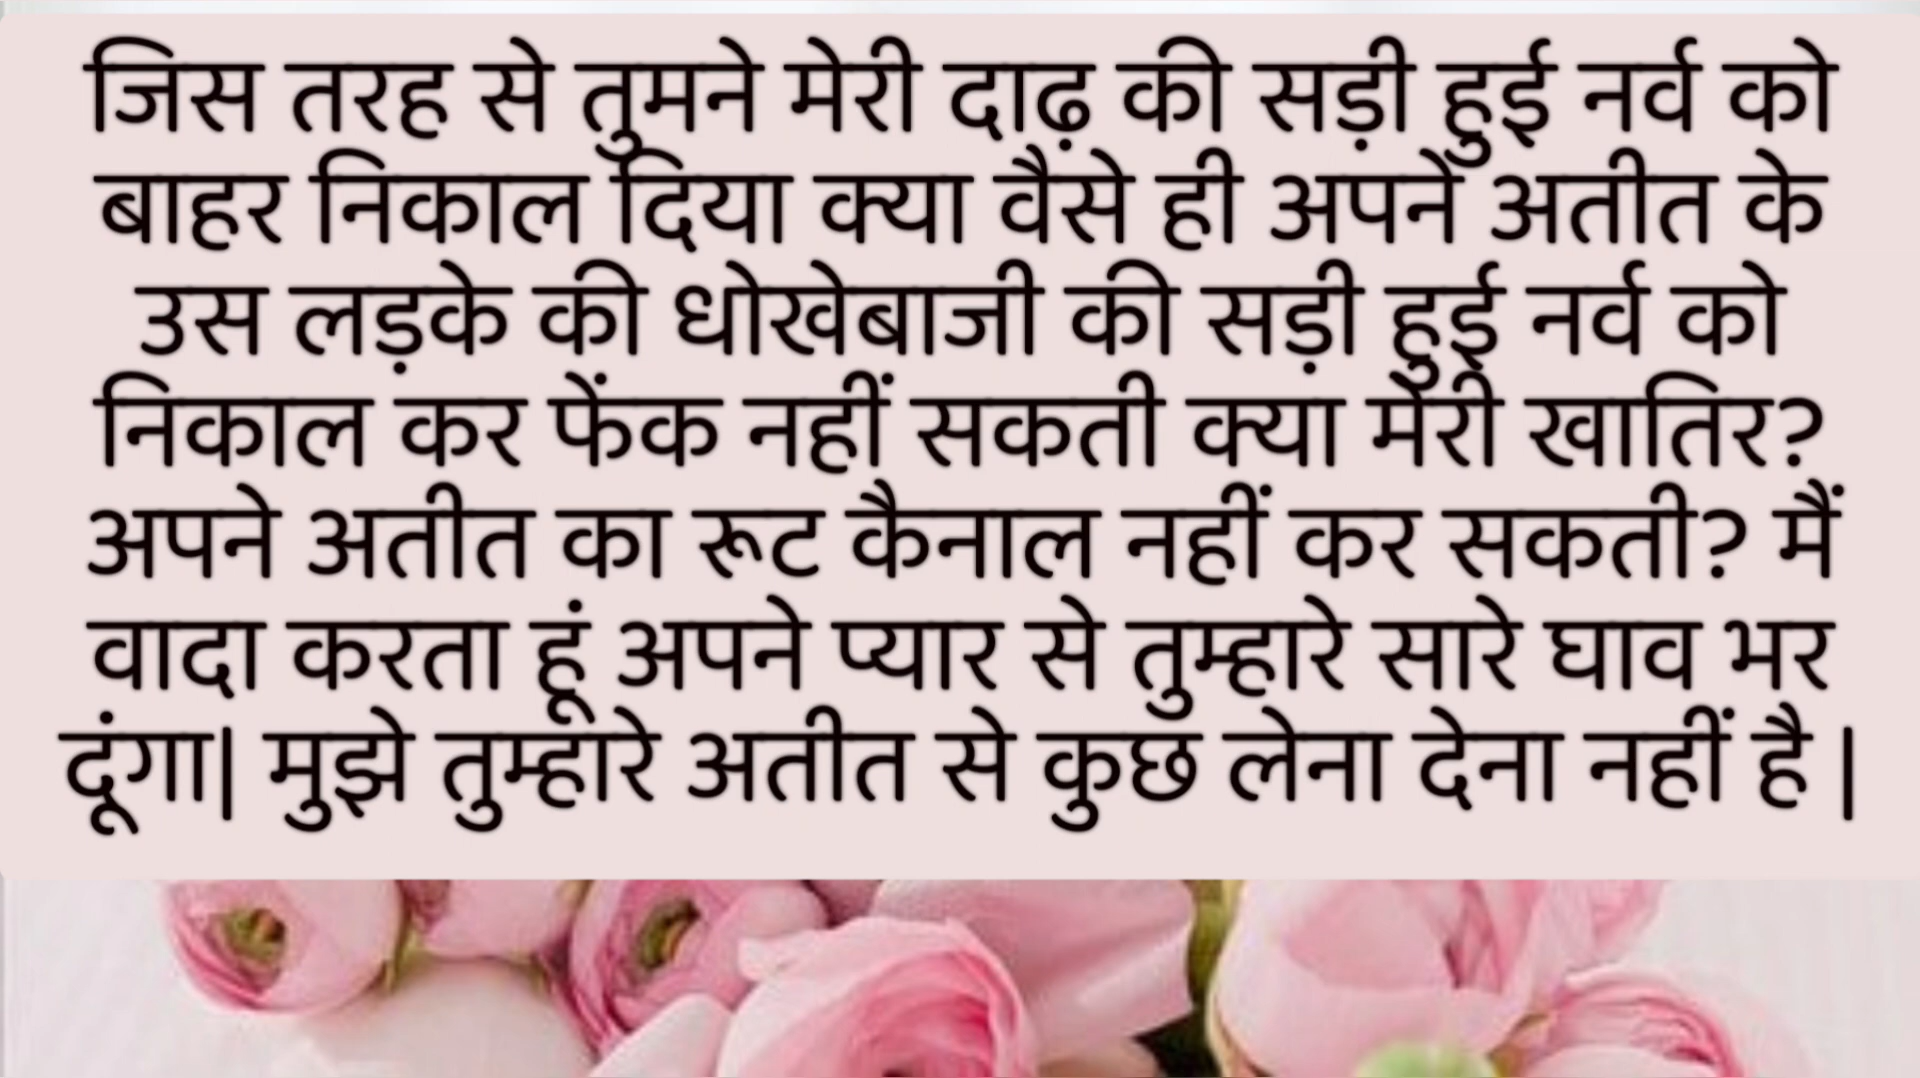 जिस तरह से तुमने मेरी दाढ़ की सड़ी हुई नर्व को
बाहर निकाल दिया क्या वैसे ही अपने अतीत के
उस लड़के की धोखेबाजी की सड़ी हुई नर्व को
निकाल कर फेंक नहीं सकती क्या मेरी खातिर?
अपने अतीत का रूट कैनाल नहीं कर सकती? मैं
वादा करता हूं अपने प्यार से तुम्हारे सारे घाव भर
दूंगा| मुझे तुम्हारे अतीत से कुछ लेना देना नहीं है |